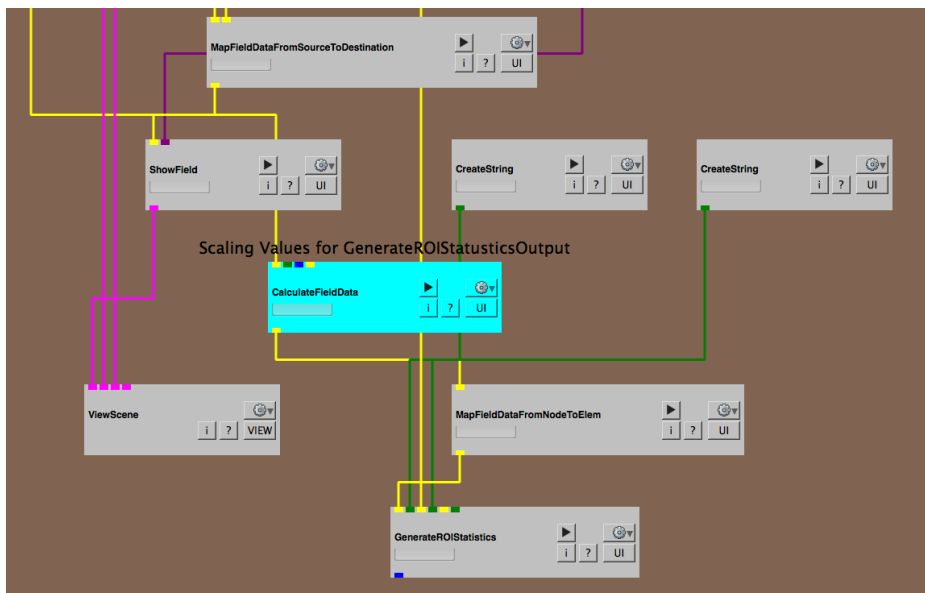 MapFieldDataFromSourceToDestination
i ? UI
ShowField
i ? UI
CreateString
i ? UI
CreateString
i ? UI
Scaling Values for GenerateROIStatusticsOutput
CalculateFieldData
i ? UI
ViewScene
i ? VIEW
MapFieldDataFromNodeToElem
i ? UI
GenerateROIStatistics
i ? UI